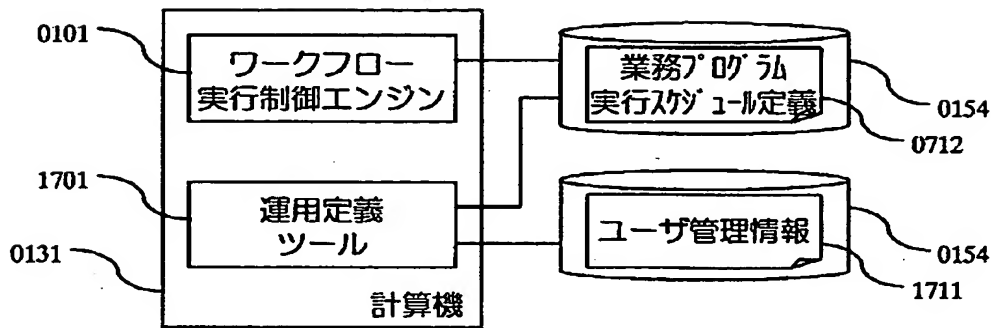 0101
ワークフロー
実行制御エンジン
業務プログラム
実行スケジュール定義
0154
0712
1701
運用定義
ツール
ユーザ管理情報
0154
1711
0131
計算機